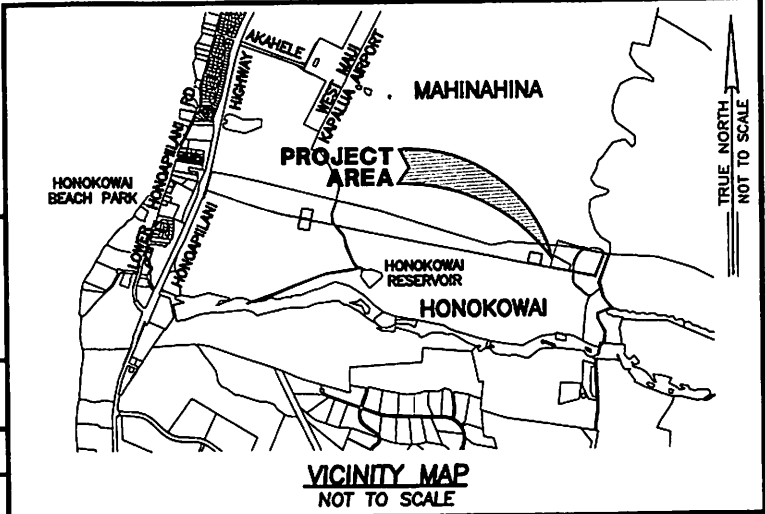 AKAHELE
HIGHWAY
WEST MAUI
KAPALUA AIRPORT
MAHINAHINA
TRUE NORTH
NOT TO SCALE
PROJECT
AREA
HONOKOWAI
BEACH PARK
LOWER HONOAPIILANI RD.
HONOAPIILANI
HONOKOWAI
RESERVOIR
HONOKOWAI
VICINITY MAP
NOT TO SCALE